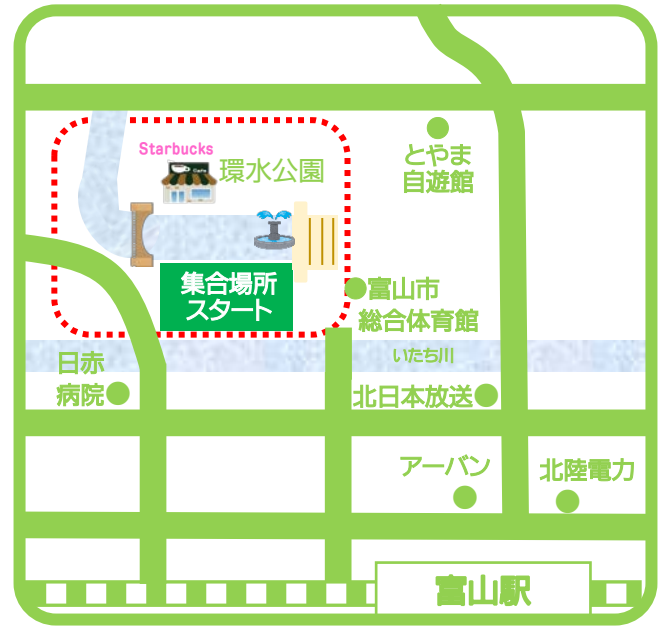 とやま
自遊館
Starbucks
Cafe
環水公園
集合場所
スタート
富山市
総合体育館
いたち川
日赤
病院
北日本放送
アーバン
北陸電力
富山駅